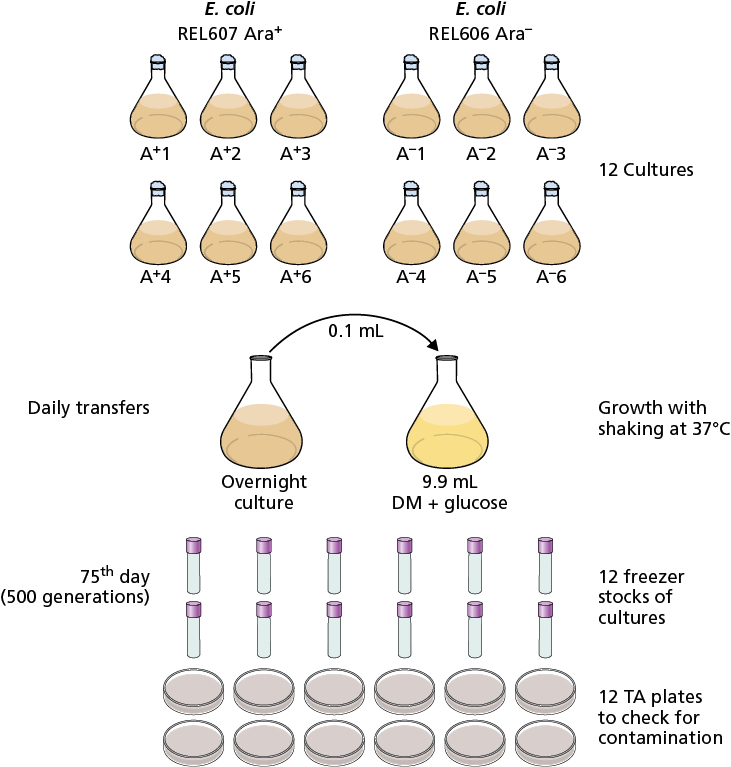 E. coli
REL607 Ara⁺
E. coli
REL606 Ara⁻
A⁺1
A⁺2
A⁺3
A⁻1
A⁻2
A⁻3
12 Cultures
A⁺4
A⁺5
A⁺6
A⁻4
A⁻5
A⁻6
0.1 mL
Daily transfers
Growth with
shaking at 37°C
Overnight
culture
9.9 mL
DM + glucose
75ᵗʰ day
(500 generations)
12 freezer
stocks of
cultures
12 TA plates
to check for
contamination